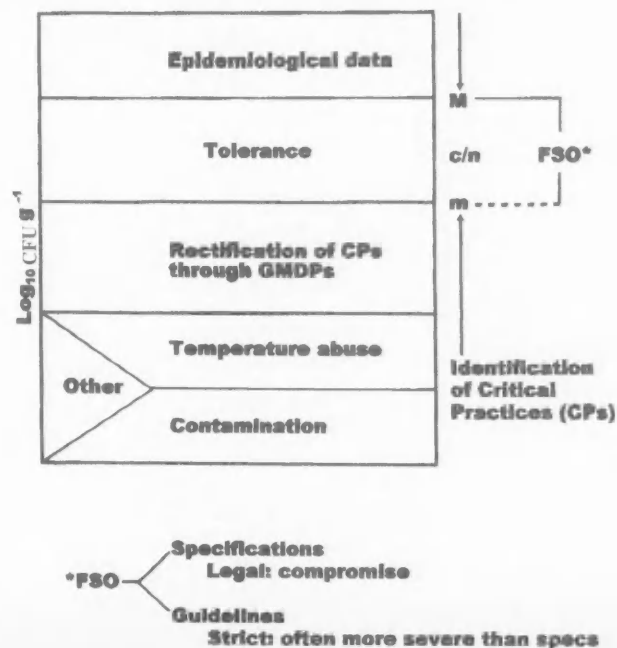 Epidemiological data
M
Tolerance
c/n
FSO*
m
Log₁₀ CFU g⁻¹
Rectification of CPs
through GMDPs
Temperature abuse
Other
Contamination
Identification
of Critical
Practices (CPs)
*FSO
Specifications
Legal: compromise
Guidelines
Strict: often more severe than specs